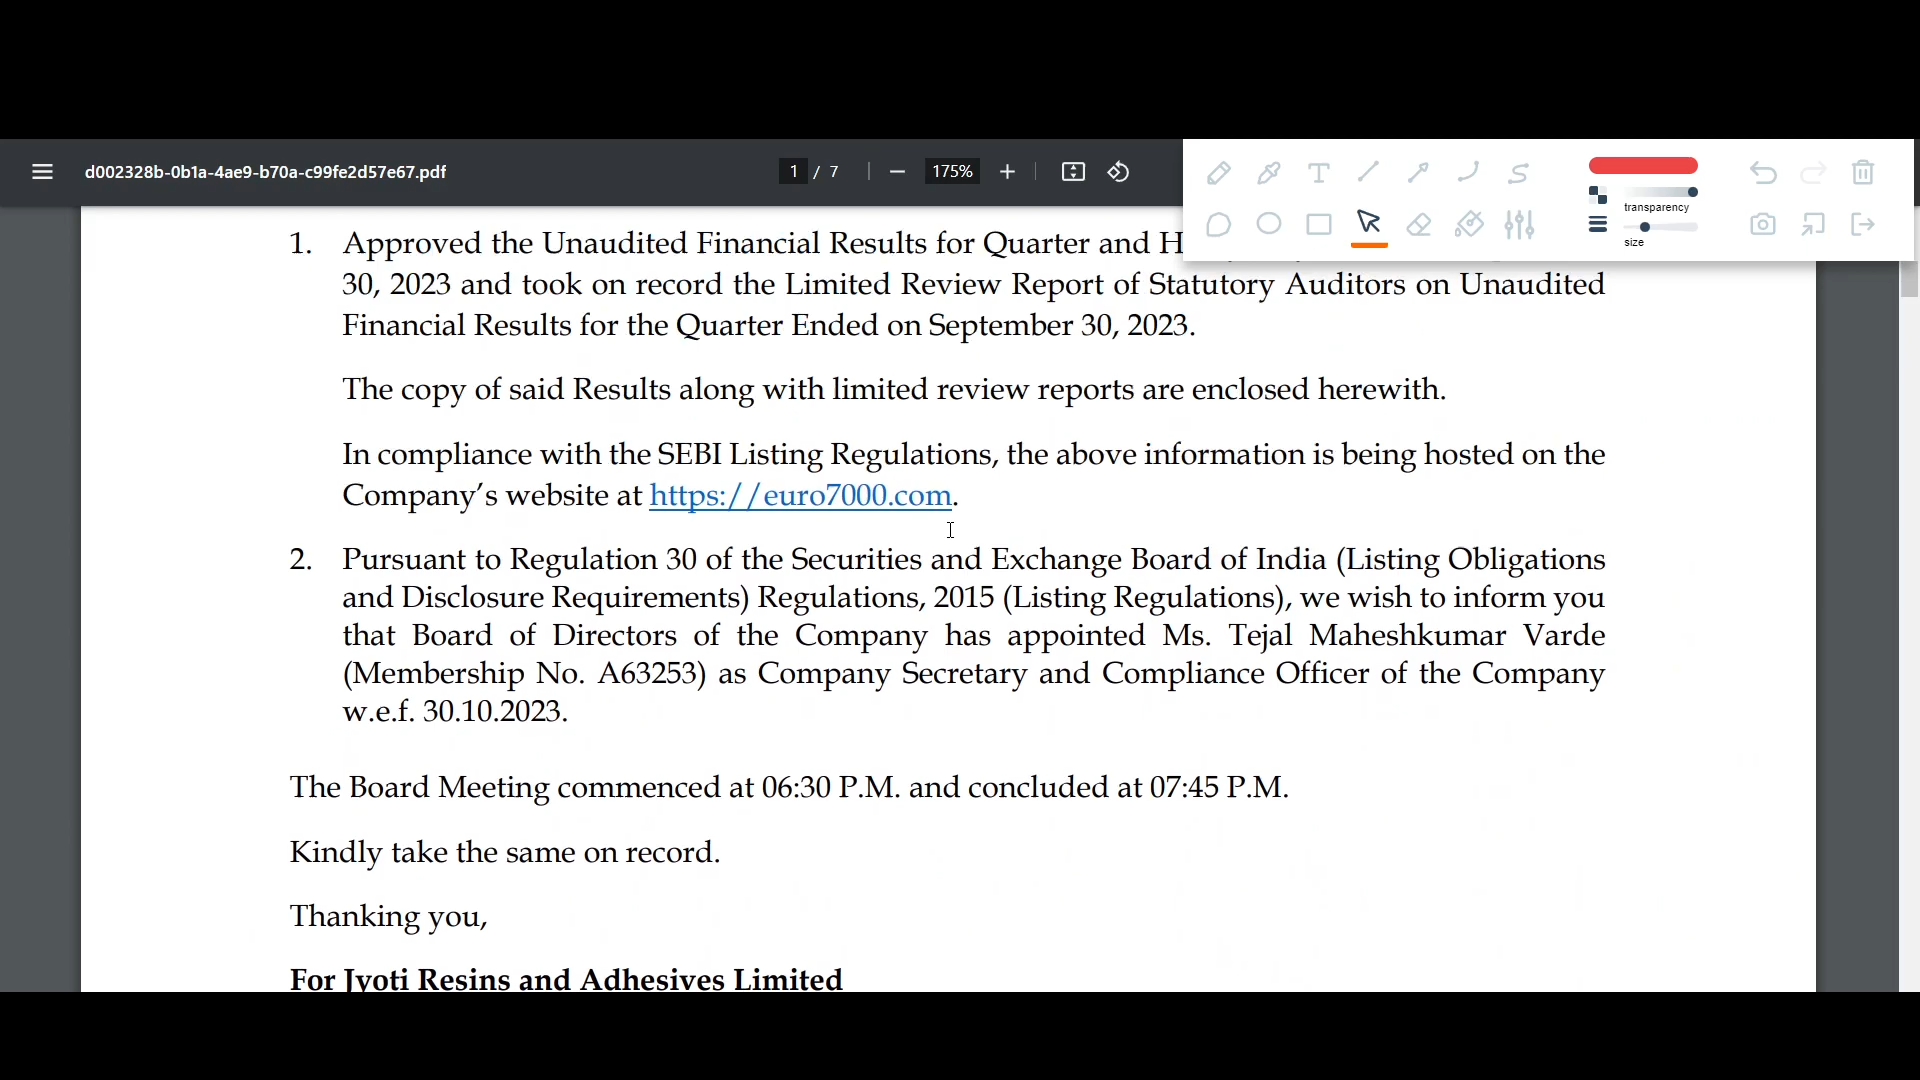 d002328b-0b1a-4ae9-b70a-c99fe2d57e67.pdf
1 / 7
175%
transparency
size
1. Approved the Unaudited Financial Results for Quarter and H
30, 2023 and took on record the Limited Review Report of Statutory Auditors on Unaudited
Financial Results for the Quarter Ended on September 30, 2023.
The copy of said Results along with limited review reports are enclosed herewith.
In compliance with the SEBI Listing Regulations, the above information is being hosted on the
Company’s website at https://euro7000.com.
2. Pursuant to Regulation 30 of the Securities and Exchange Board of India (Listing Obligations
and Disclosure Requirements) Regulations, 2015 (Listing Regulations), we wish to inform you
that Board of Directors of the Company has appointed Ms. Tejal Maheshkumar Varde
(Membership No. A63253) as Company Secretary and Compliance Officer of the Company
w.e.f. 30.10.2023.
The Board Meeting commenced at 06:30 P.M. and concluded at 07:45 P.M.
Kindly take the same on record.
Thanking you,
For Jyoti Resins and Adhesives Limited